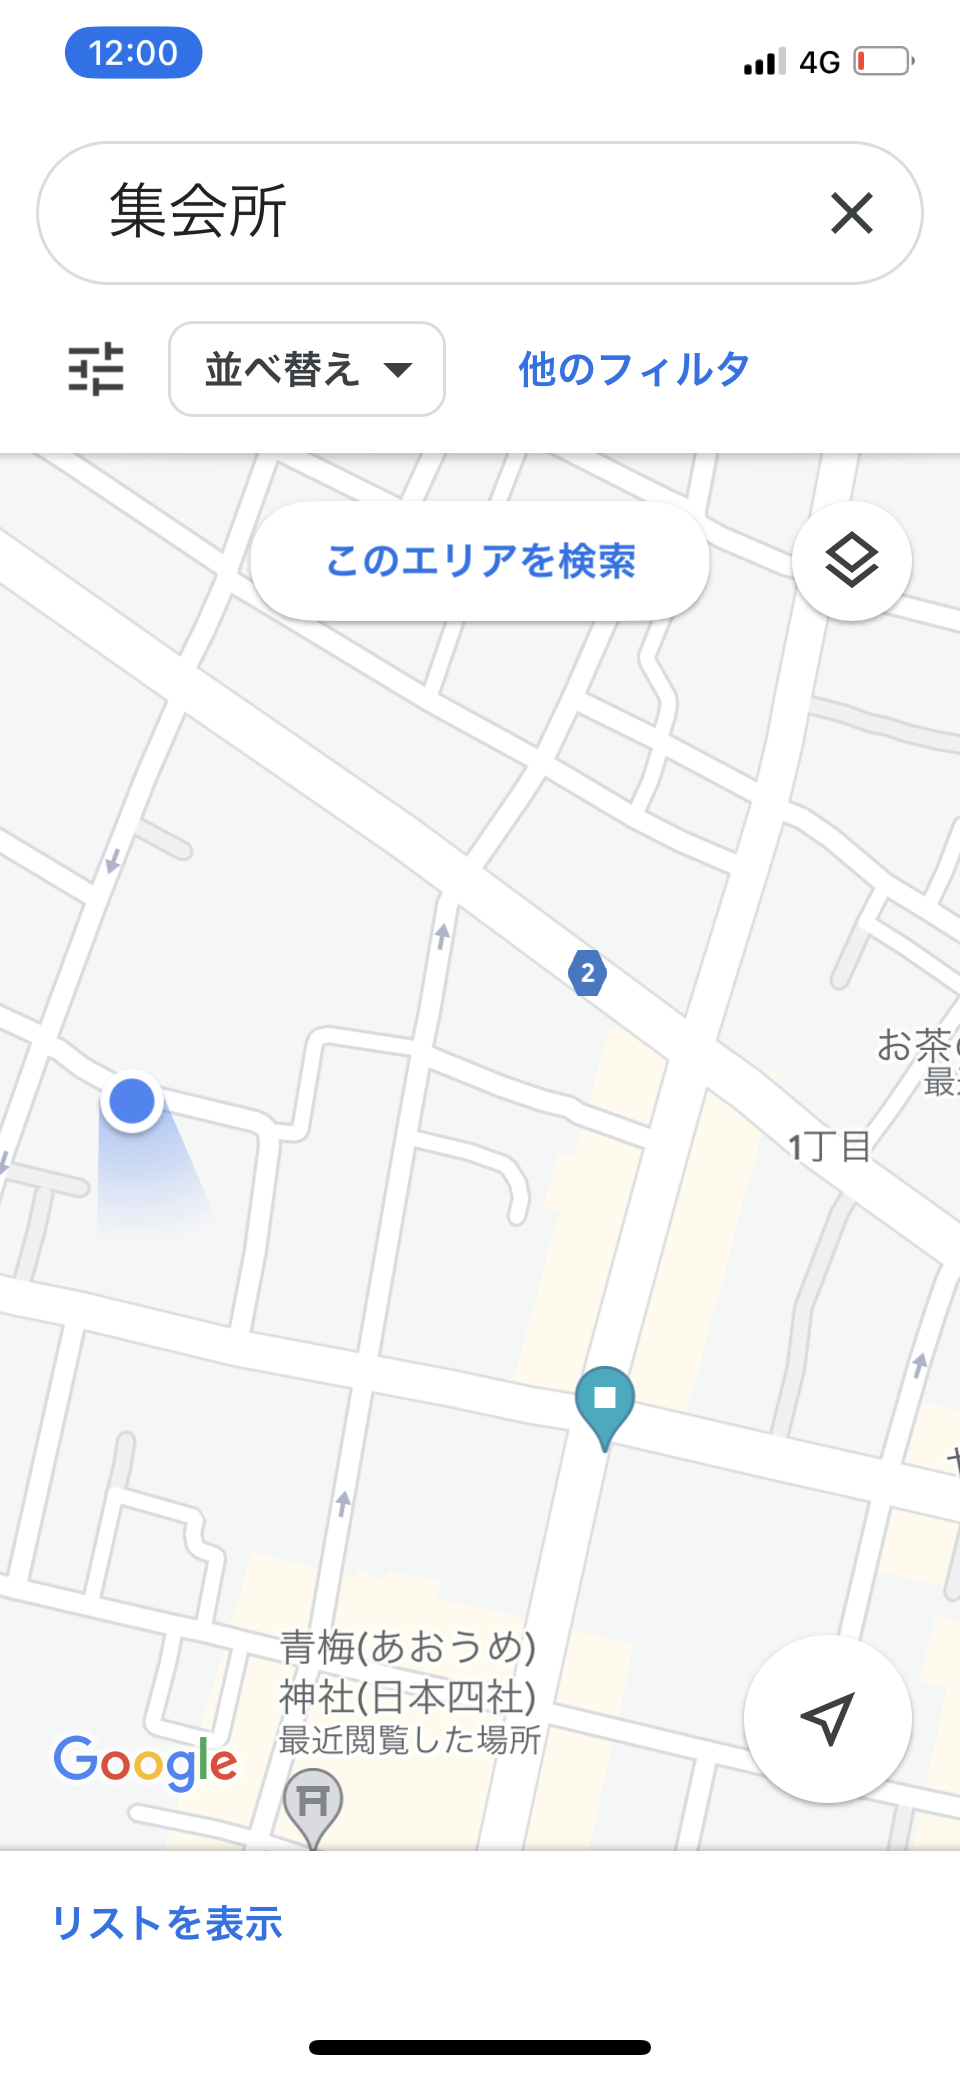 12:00
4G
集会所
並べ替え
他のフィルタ
このエリアを検索
2
お茶の
最
1丁目
青梅(あおうめ)
神社(日本四社)
最近閲覧した場所
Google
リストを表示